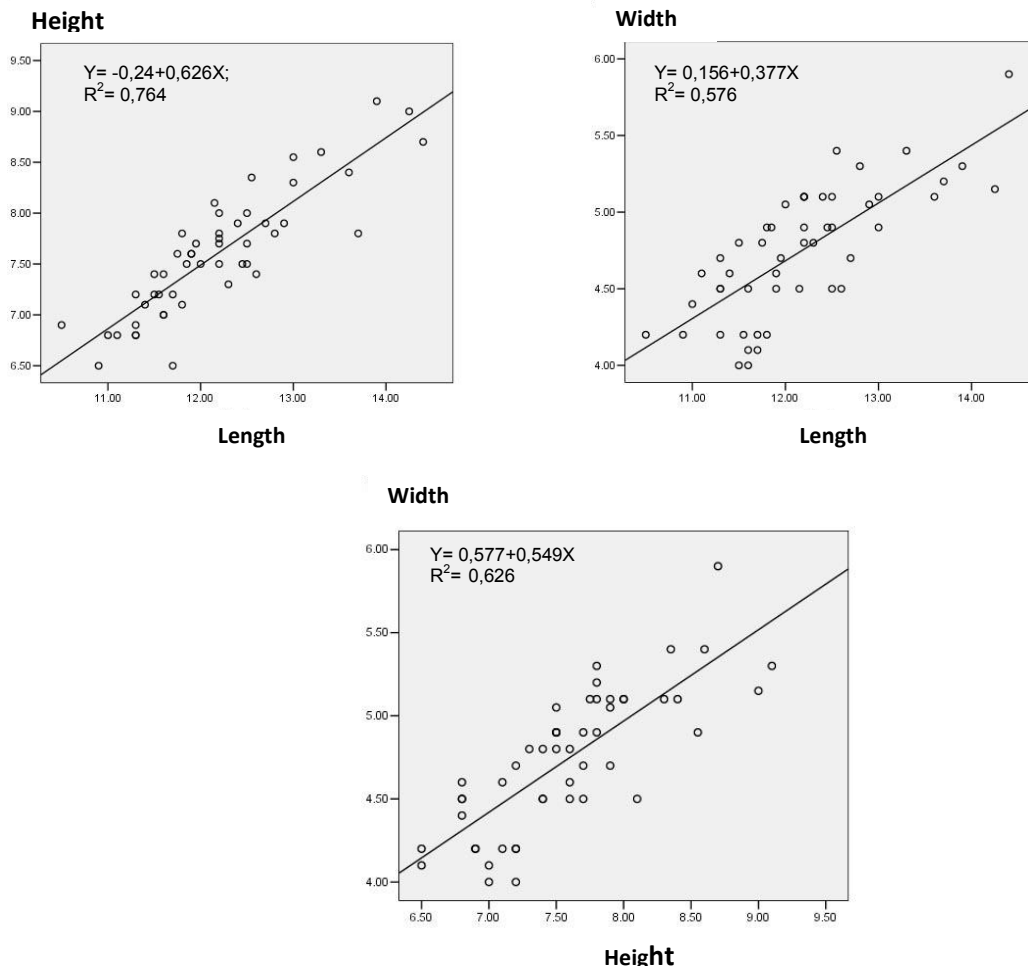 Height
Y= -0,24+0,626X;
R²= 0,764
9.50
9.00
8.50
8.00
7.50
7.00
6.50
11.00 12.00 13.00 14.00
Length
Width
Y= 0,156+0,377X
R²= 0,576
6.00
5.50
5.00
4.50
4.00
11.00 12.00 13.00 14.00
Length
Width
Y= 0,577+0,549X
R²= 0,626
6.00
5.50
5.00
4.50
4.00
6.50 7.00 7.50 8.00 8.50 9.00 9.50
Height